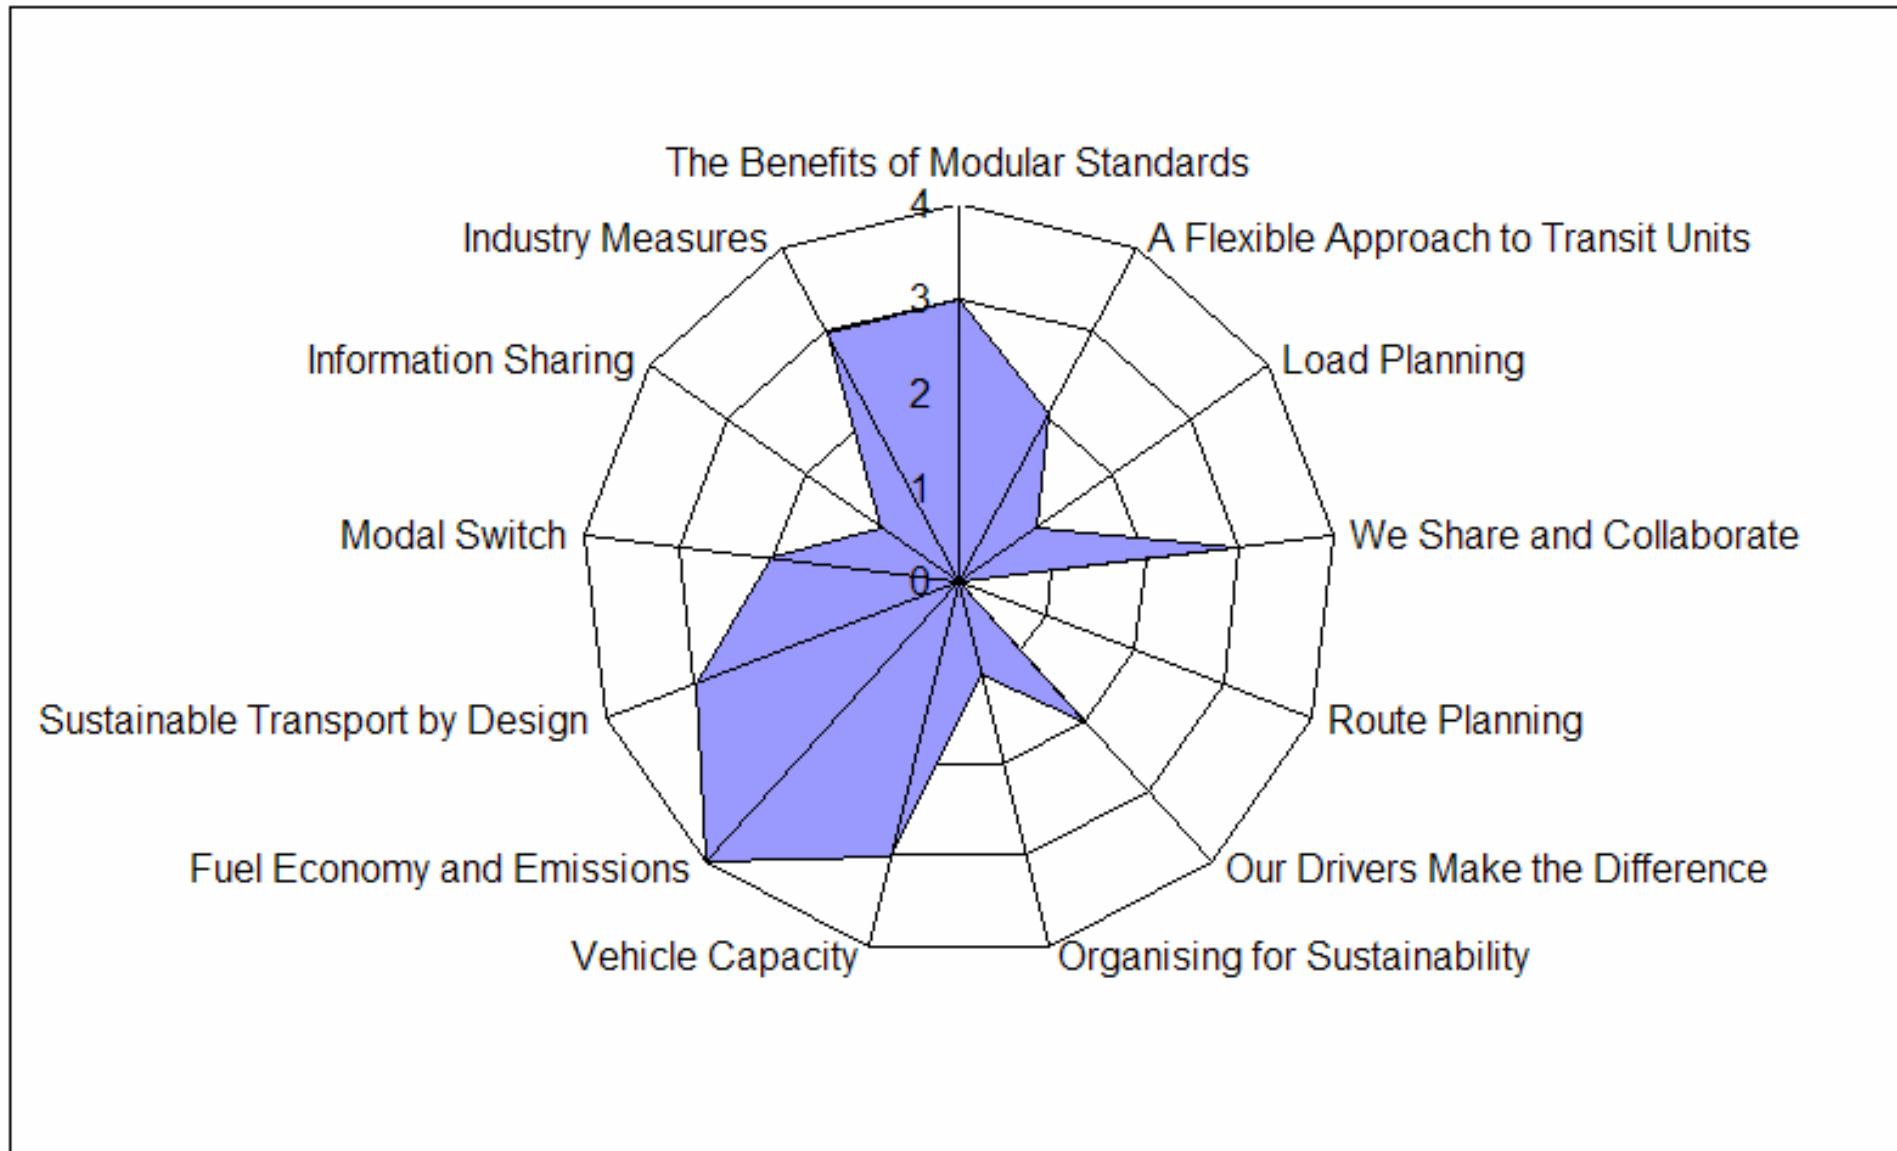 The Benefits of Modular Standards
4
Industry Measures
A Flexible Approach to Transit Units
3
Information Sharing
Load Planning
2
1
Modal Switch
We Share and Collaborate
0
Sustainable Transport by Design
Route Planning
Fuel Economy and Emissions
Our Drivers Make the Difference
Vehicle Capacity
Organising for Sustainability